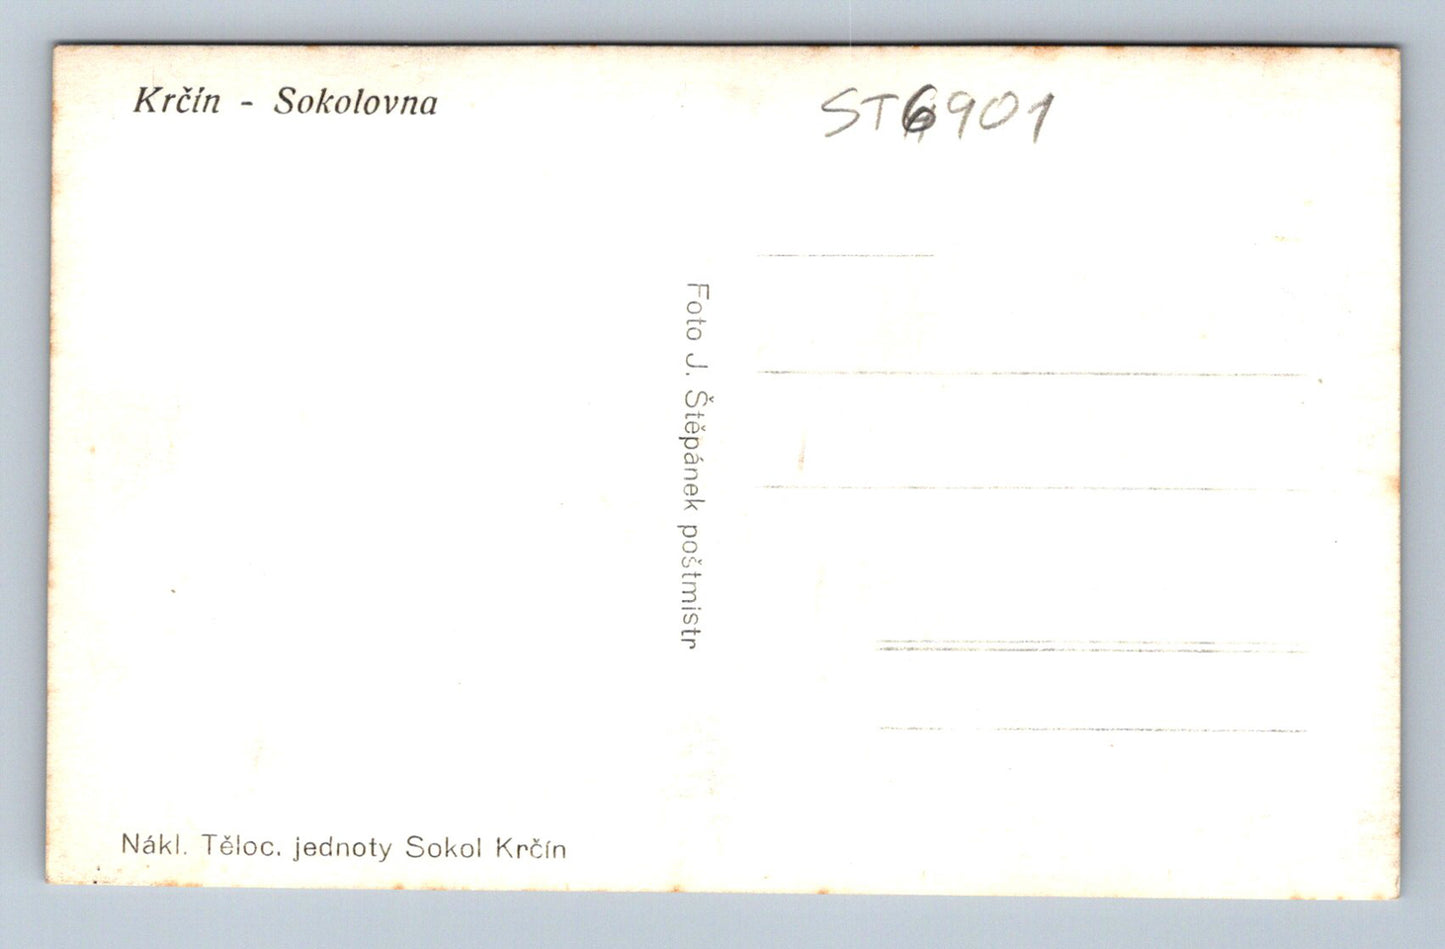 Krčín - Sokolovna
ST6901
Foto J. Štěpánek poštmistr
Nákl. Těloc. jednoty Sokol Krčín